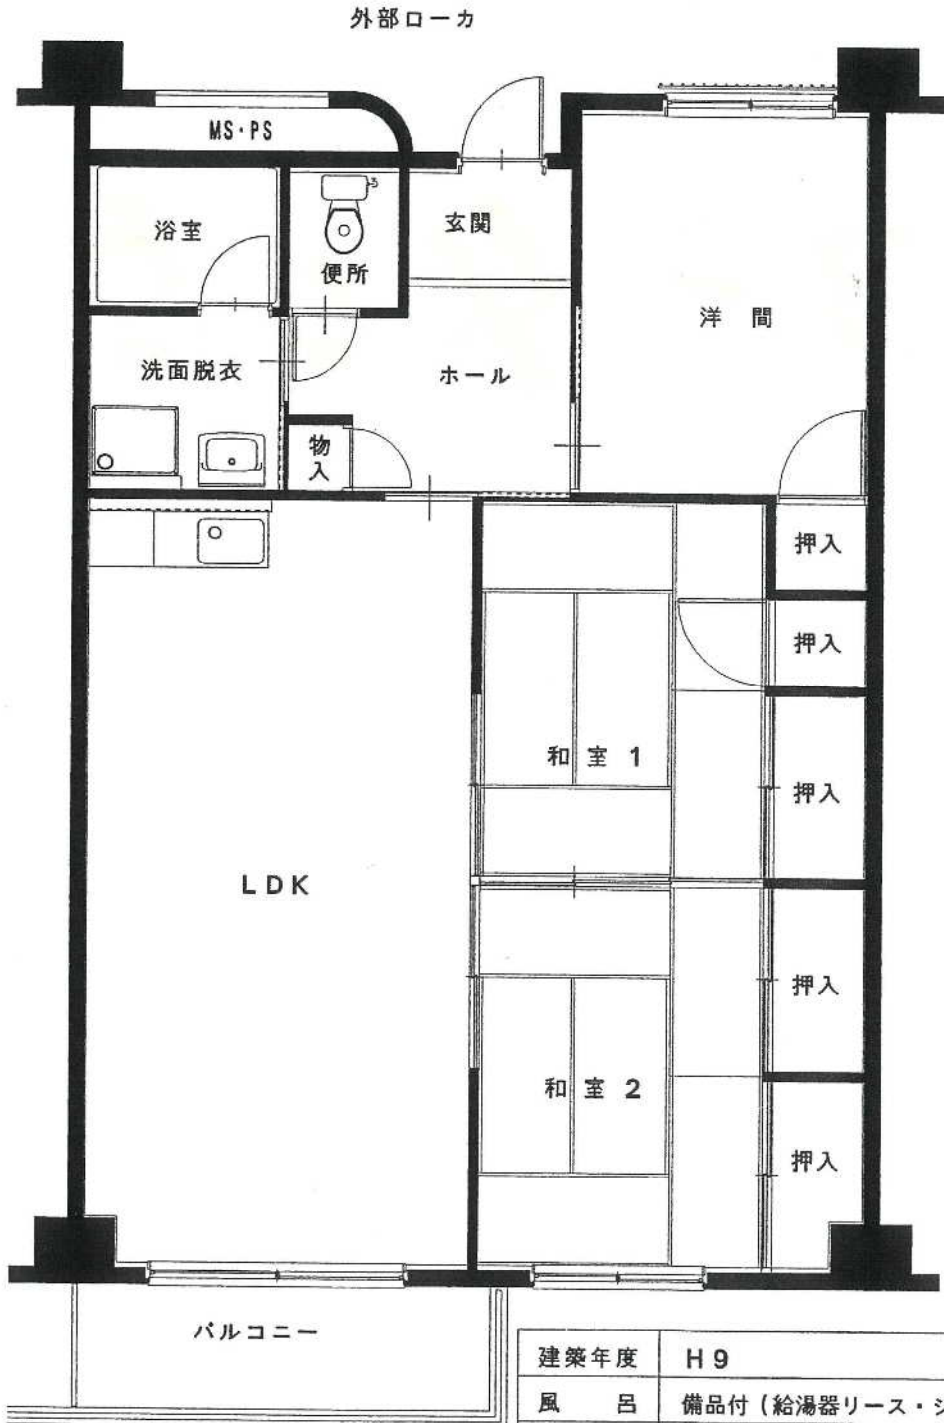 外部ローカ
MS・PS
浴室
便所
玄関
洋間
洗面脱衣
ホール
物入
押入
押入
和室1
押入
LDK
押入
和室2
押入
バルコニー
建築年度 H9
風呂 備品付(給湯器リース・シ